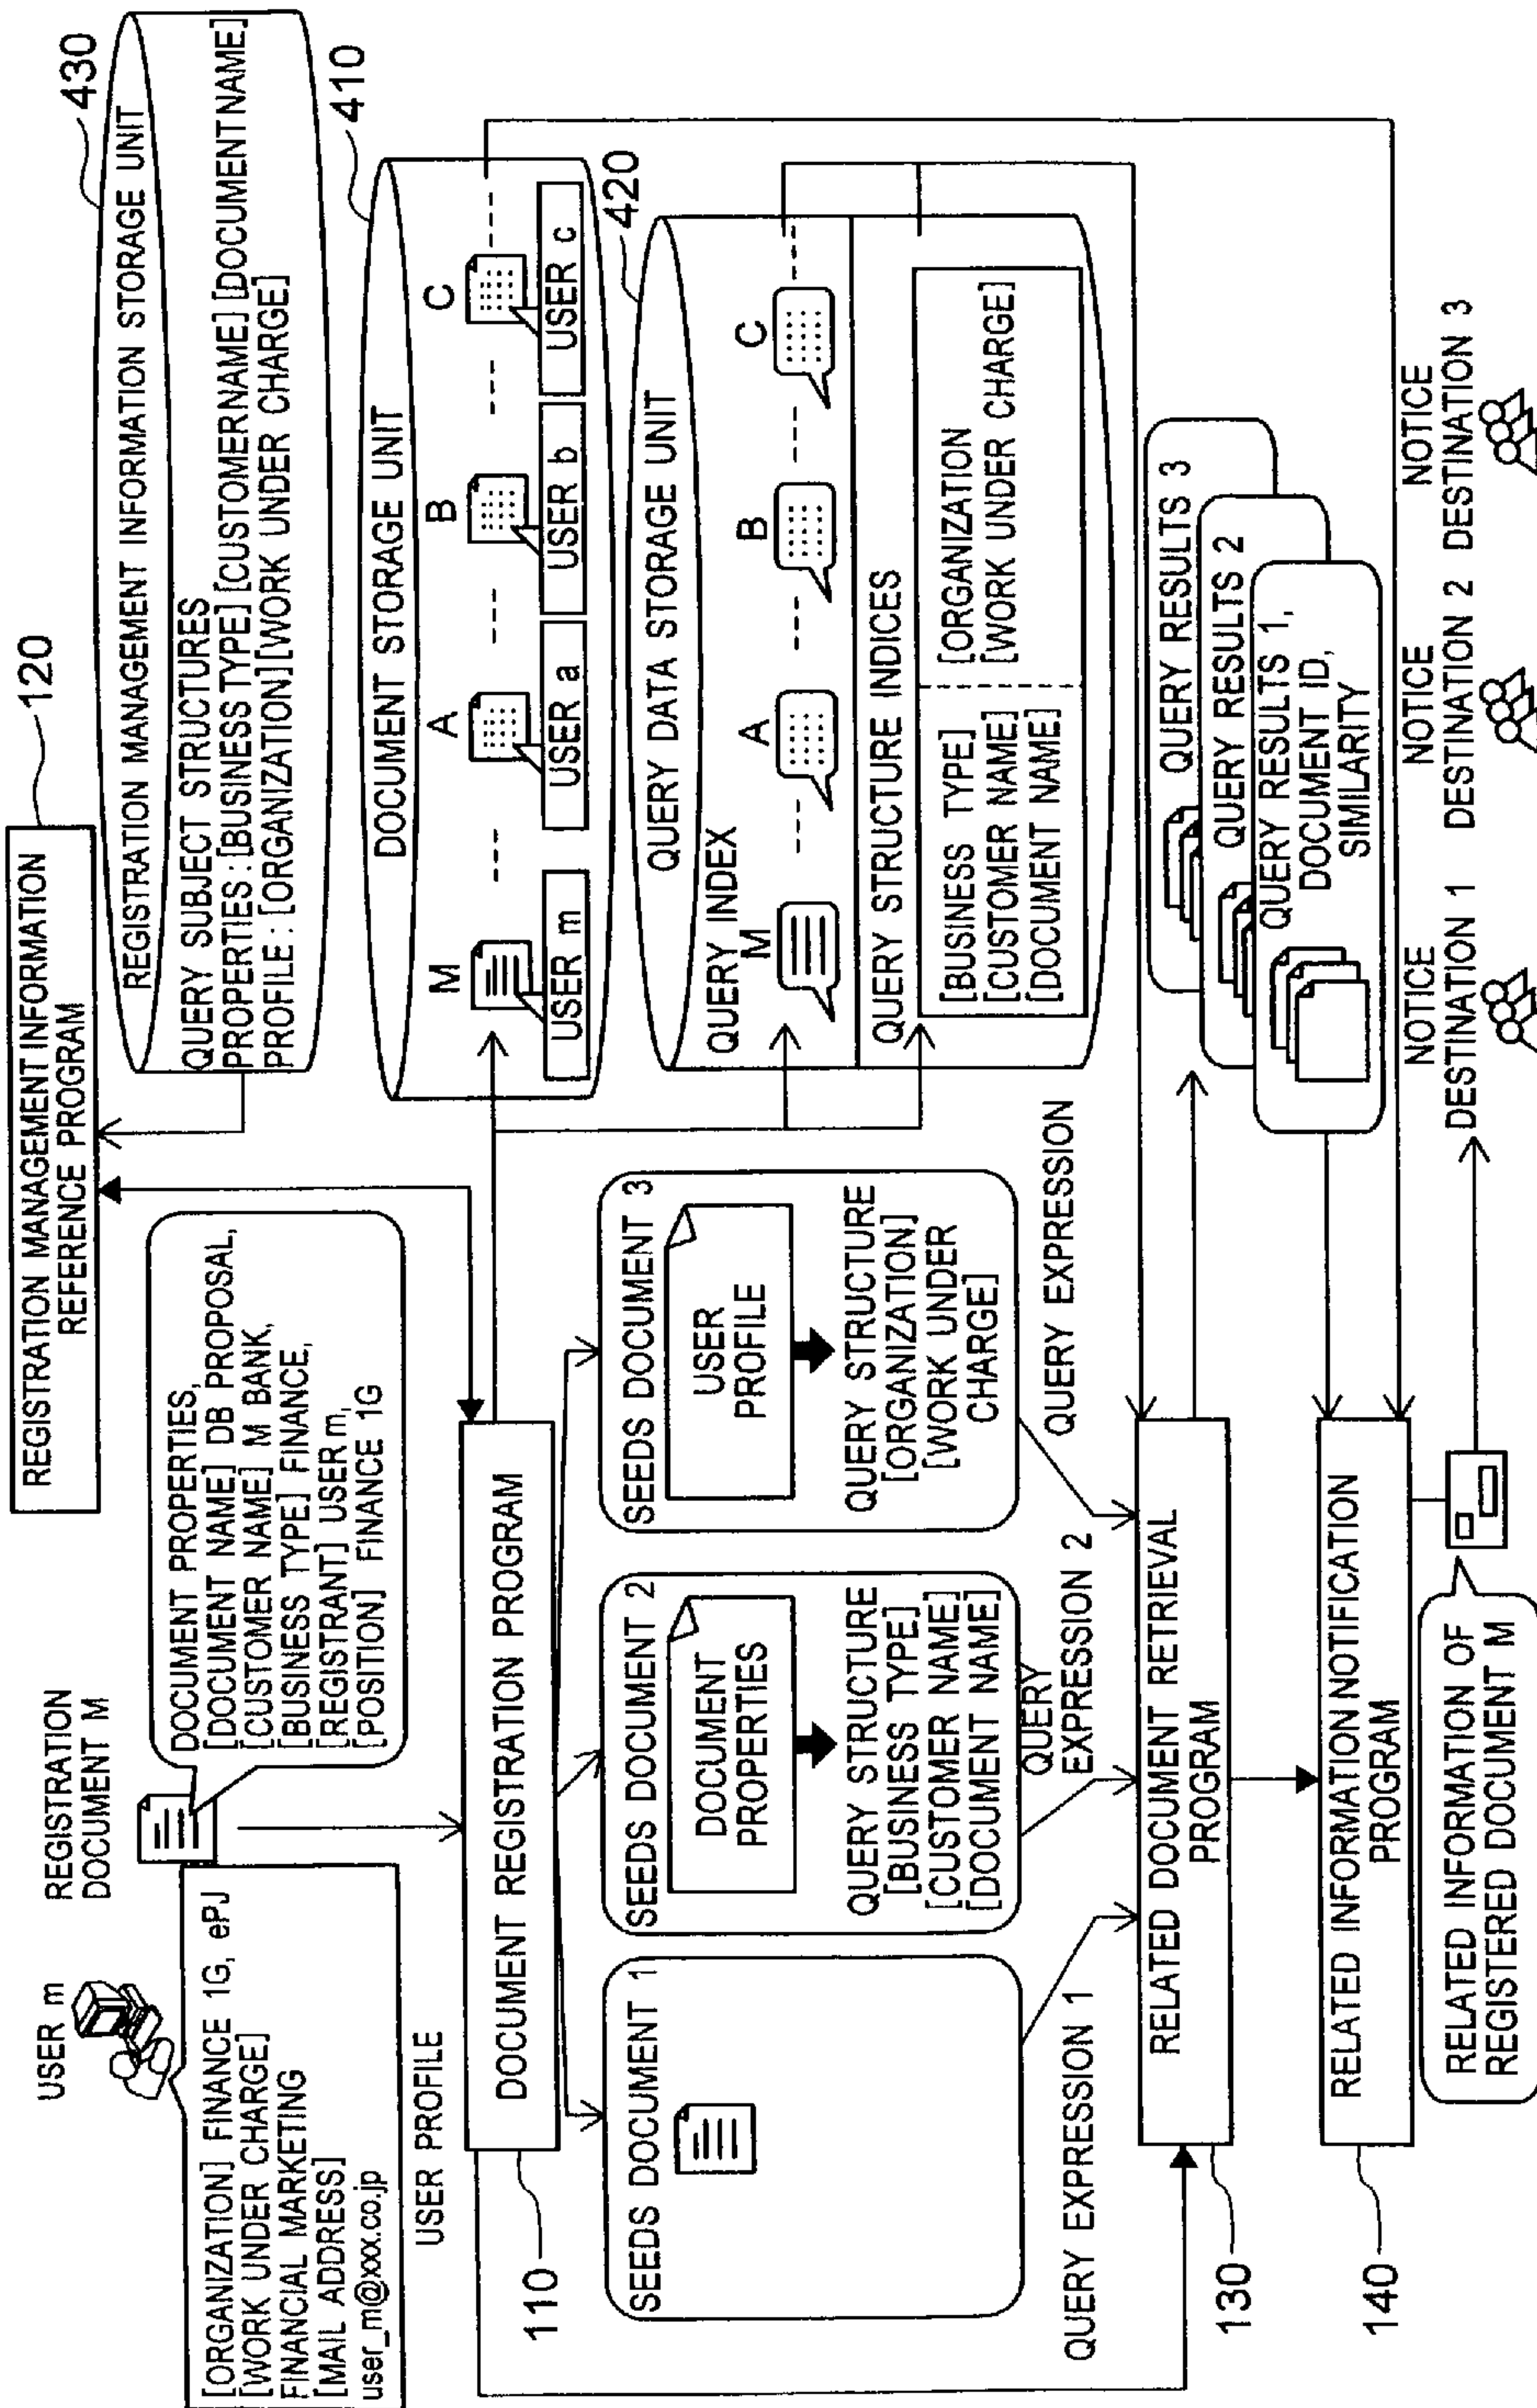 USER m
[ORGANIZATION] FINANCE 1G, ePJ
[WORK UNDER CHARGE]
FINANCIAL MARKETING
[MAIL ADDRESS]
user_m@xxx.co.jp
USER PROFILE
REGISTRATION
DOCUMENT M
DOCUMENT PROPERTIES,
[DOCUMENT NAME] DB PROPOSAL,
[CUSTOMER NAME] M BANK,
[BUSINESS TYPE] FINANCE,
[REGISTRANT] USER m,
[POSITION] FINANCE 1G
REGISTRATION MANAGEMENT INFORMATION
REFERENCE PROGRAM
120
REGISTRATION MANAGEMENT INFORMATION STORAGE UNIT
430
QUERY SUBJECT STRUCTURES
PROPERTIES:[BUSINESS TYPE] [CUSTOMER NAME] [DOCUMENT NAME]
PROFILE : [ORGANIZATION][WORK UNDER CHARGE]
DOCUMENT REGISTRATION PROGRAM
110
DOCUMENT STORAGE UNIT
410
M
A
B
C
USER m
USER a
USER b
USER c
QUERY DATA STORAGE UNIT
420
QUERY INDEX
M
A
B
C
QUERY STRUCTURE INDICES
[BUSINESS TYPE]
[CUSTOMER NAME]
[DOCUMENT NAME]
[ORGANIZATION
[WORK UNDER CHARGE]
SEEDS DOCUMENT 1
SEEDS DOCUMENT 2
DOCUMENT
PROPERTIES
QUERY STRUCTURE
[BUSINESS TYPE]
[CUSTOMER NAME]
[DOCUMENT NAME]
SEEDS DOCUMENT 3
USER
PROFILE
QUERY STRUCTURE
[ORGANIZATION]
[WORK UNDER
CHARGE]
QUERY EXPRESSION 1
QUERY
EXPRESSION 2
QUERY EXPRESSION
RELATED DOCUMENT RETRIEVAL
PROGRAM
130
QUERY RESULTS 3
QUERY RESULTS 2
QUERY RESULTS 1,
DOCUMENT ID,
SIMILARITY
RELATED INFORMATION NOTIFICATION
PROGRAM
140
RELATED INFORMATION OF
REGISTERED DOCUMENT M
NOTICE
DESTINATION 1
NOTICE
DESTINATION 2
NOTICE
DESTINATION 3